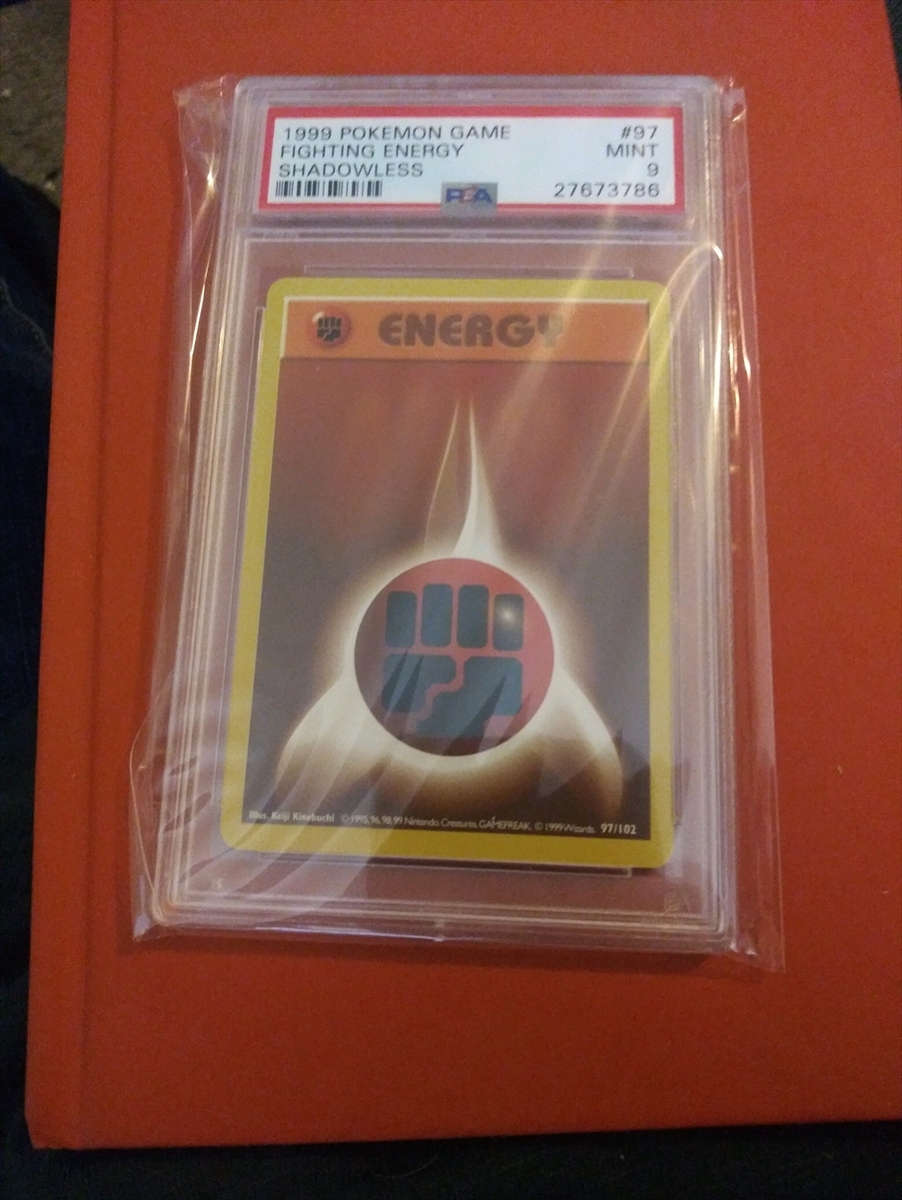 1999 POKEMON GAME #97
FIGHTING ENERGY MINT
SHADOWLESS 9
PSA 27673786
ENERGY
Illus. Keiji Kinebuchi ©1995, 96, 98, 99 Nintendo, Creatures, GAMEFREAK. © 1999 Wizards. 97/102